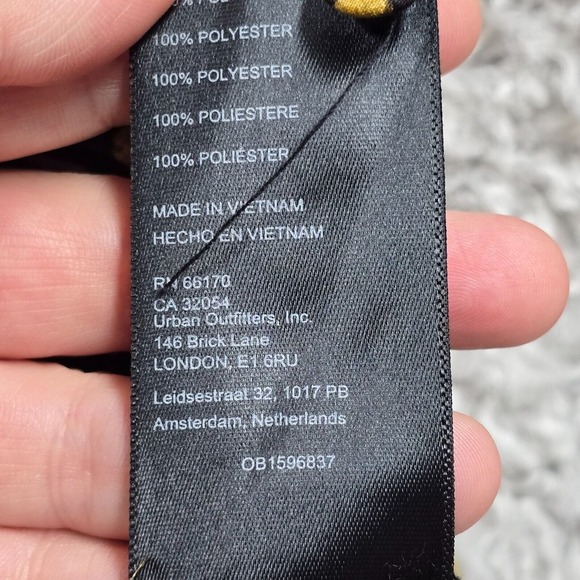 100% POLYESTER
100% POLYESTER
100% POLIESTERE
100% POLIÉSTER
MADE IN VIETNAM
HECHO EN VIETNAM
RN 66170
CA 32054
Urban Outfitters, Inc.
146 Brick Lane
LONDON, E1 6RU
Leidsestraat 32, 1017 PB
Amsterdam, Netherlands
OB1596837